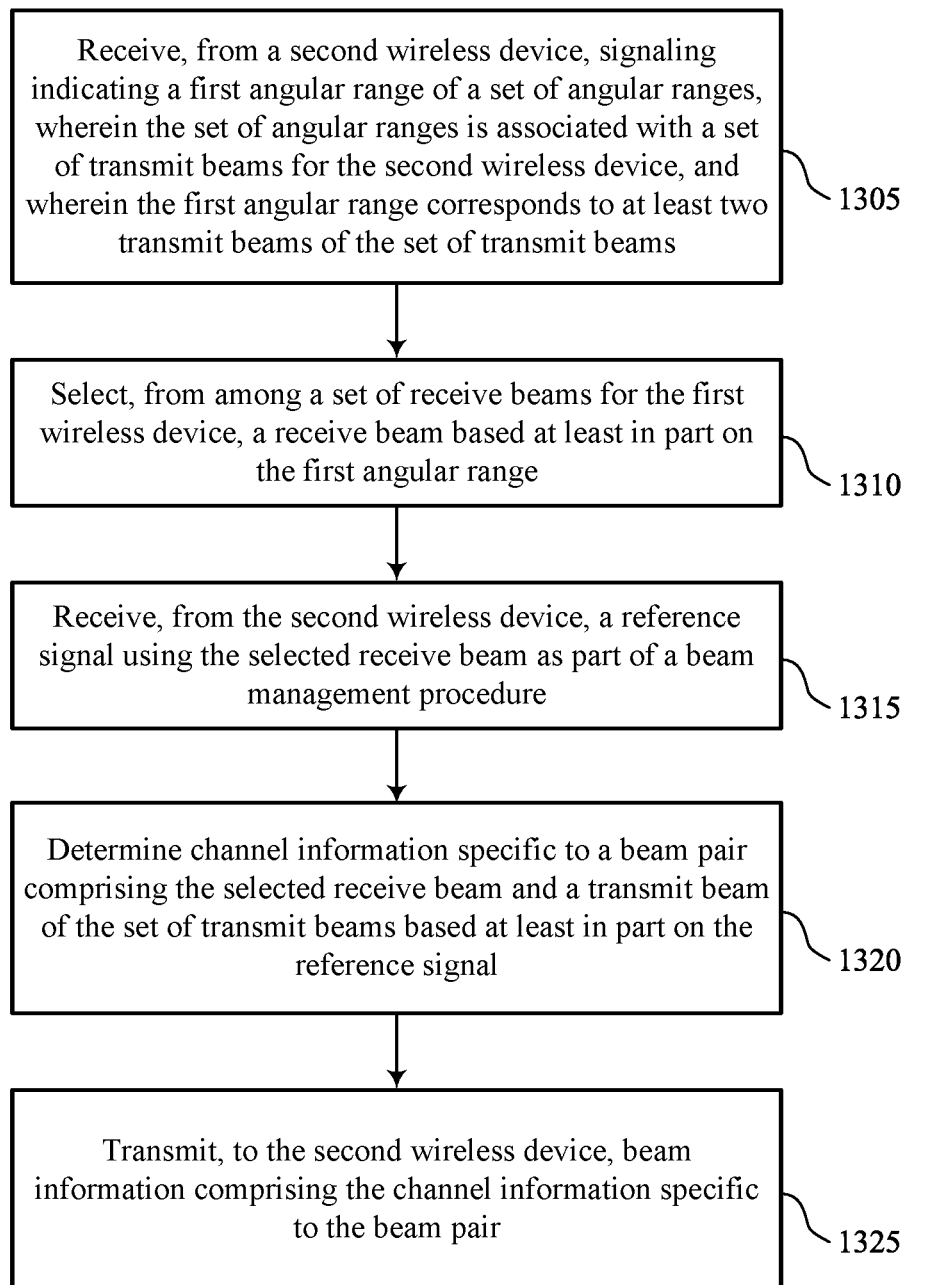 Receive, from a second wireless device, signaling
indicating a first angular range of a set of angular ranges,
wherein the set of angular ranges is associated with a set
of transmit beams for the second wireless device, and
wherein the first angular range corresponds to at least two
transmit beams of the set of transmit beams
1305
Select, from among a set of receive beams for the first
wireless device, a receive beam based at least in part on
the first angular range
1310
Receive, from the second wireless device, a reference
signal using the selected receive beam as part of a beam
management procedure
1315
Determine channel information specific to a beam pair
comprising the selected receive beam and a transmit beam
of the set of transmit beams based at least in part on the
reference signal
1320
Transmit, to the second wireless device, beam
information comprising the channel information specific
to the beam pair
1325